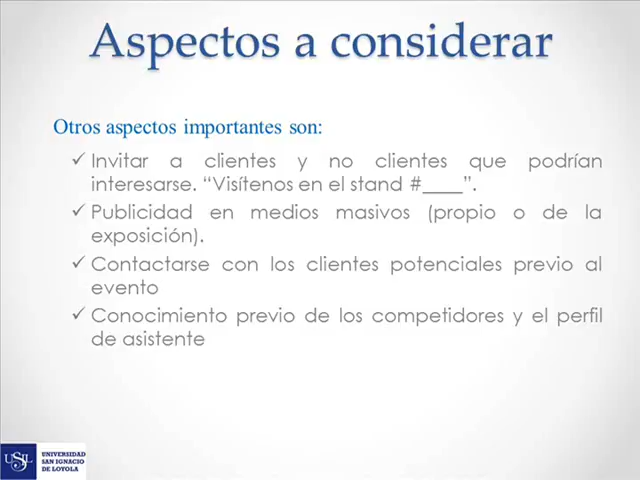 Aspectos a considerar
Otros aspectos importantes son:
✓ Invitar a clientes y no clientes que podrían
interesarse. “Visítenos en el stand #____”.
✓ Publicidad en medios masivos (propio o de la
exposición).
✓ Contactarse con los clientes potenciales previo al
evento
✓ Conocimiento previo de los competidores y el perfil
de asistente
USIL
UNIVERSIDAD
SAN IGNACIO
DE LOYOLA